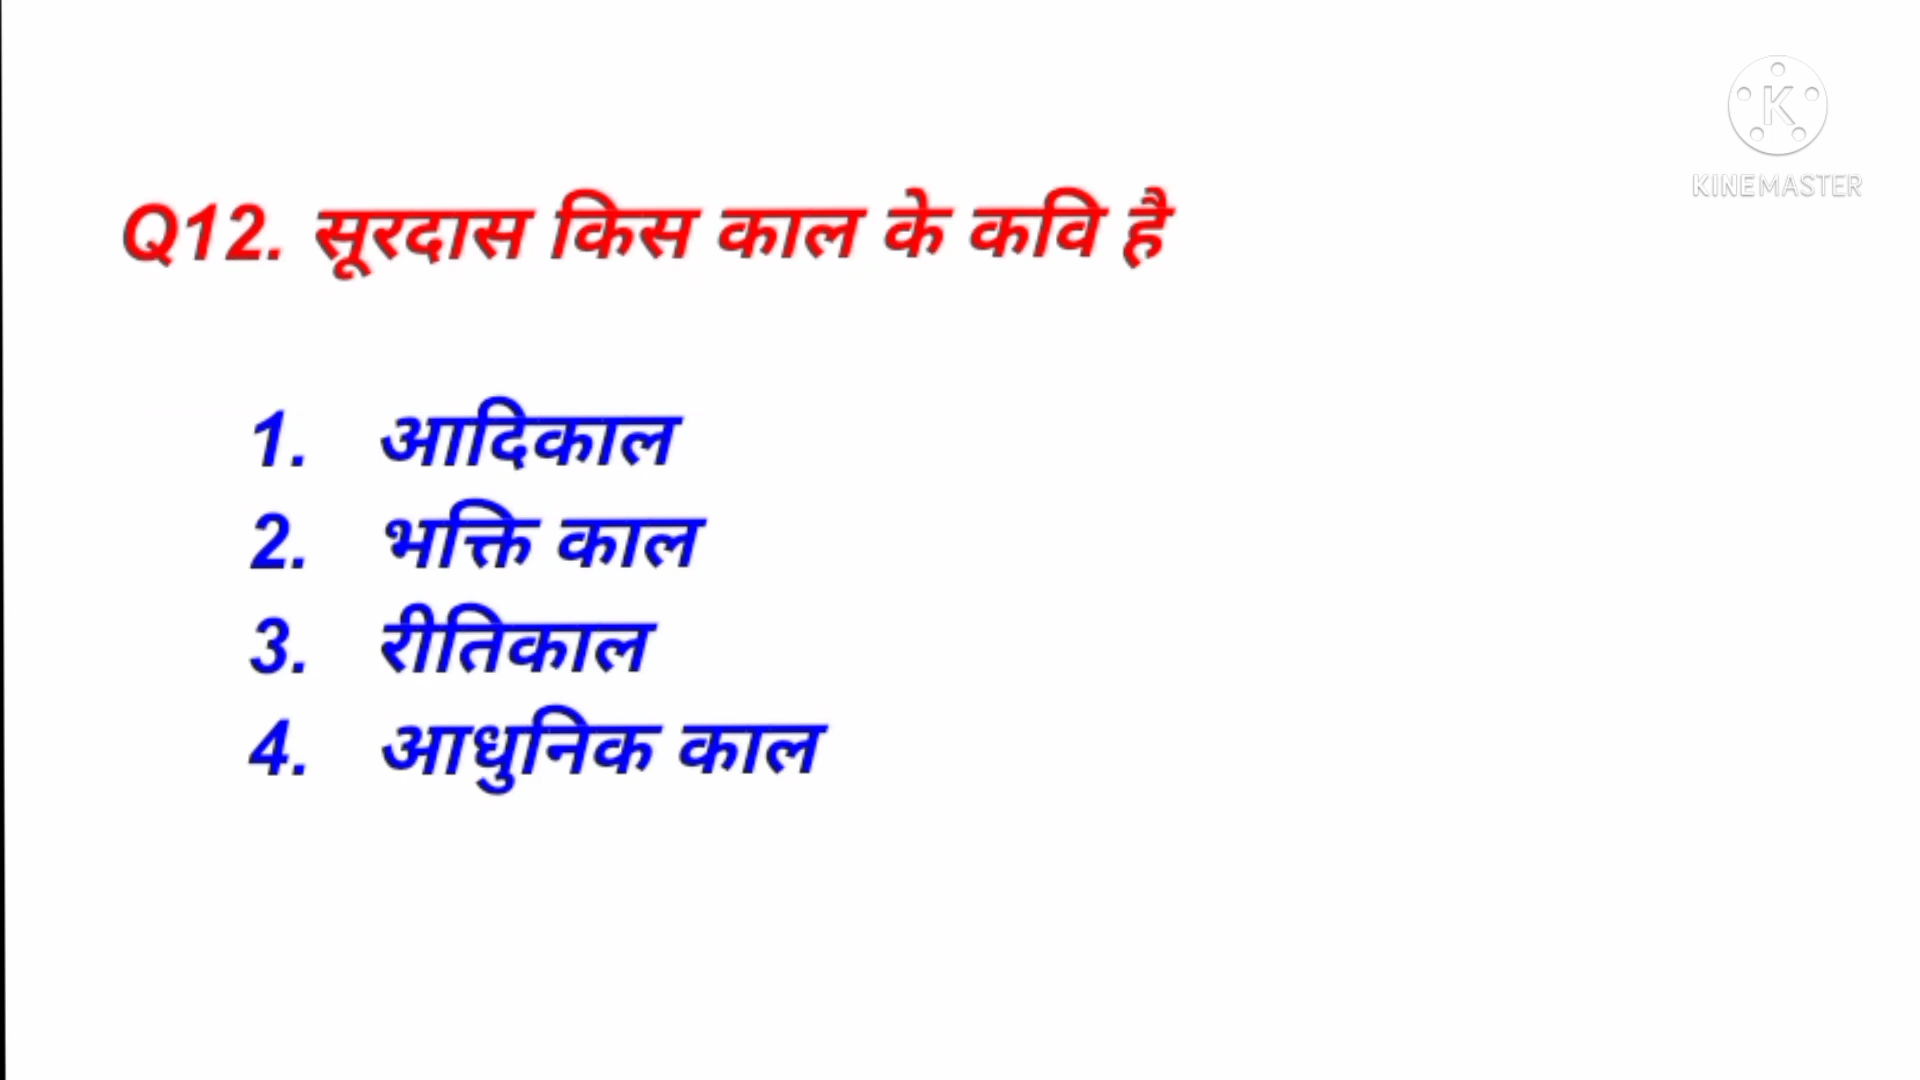 K
KINEMASTER
Q12. सूरदास किस काल के कवि है
1. आदिकाल
2. भक्ति काल
3. रीतिकाल
4. आधुनिक काल